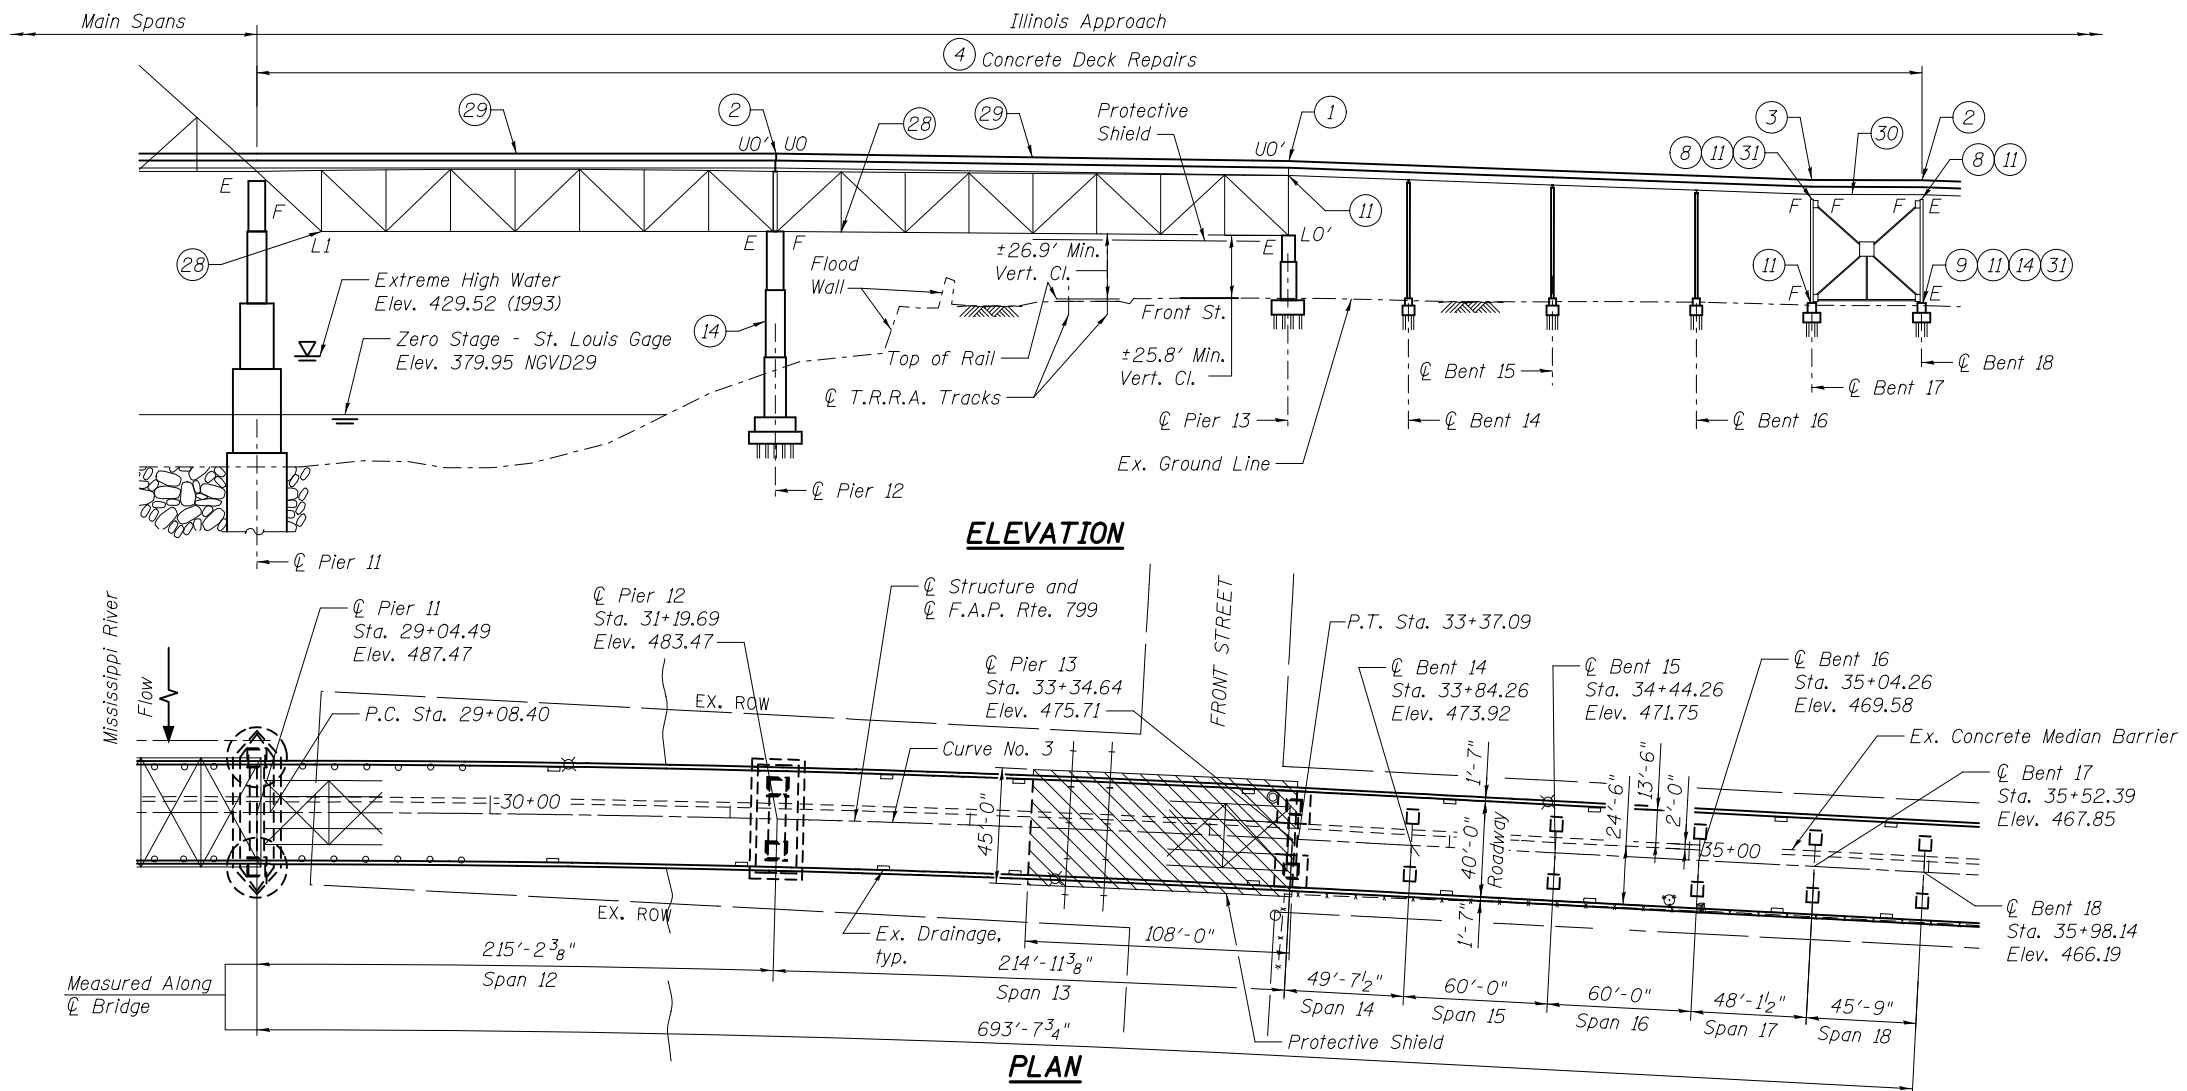 Main Spans
Illinois Approach
4 Concrete Deck Repairs
29
2
28
29
Protective
Shield
1
3
30
2
8 11 31
8 11
U0' U0
U0'
11
E
F
L1
28
E F
E L0'
F F F E
11
9 11 14 31
F E
Extreme High Water
Elev. 429.52 (1993)
Zero Stage - St. Louis Gage
Elev. 379.95 NGVD29
14
Flood
Wall
±26.9' Min.
Vert. Cl.
Front St.
Top of Rail
±25.8' Min.
Vert. Cl.
℄ T.R.R.A. Tracks
℄ Pier 13
Ex. Ground Line
℄ Bent 15
℄ Bent 14
℄ Bent 16
℄ Bent 17
℄ Bent 18
℄ Pier 12
℄ Pier 11
ELEVATION
Mississippi River
Flow
℄ Pier 11
Sta. 29+04.49
Elev. 487.47
P.C. Sta. 29+08.40
℄ Pier 12
Sta. 31+19.69
Elev. 483.47
℄ Structure and
℄ F.A.P. Rte. 799
EX. ROW
℄ Pier 13
Sta. 33+34.64
Elev. 475.71
Curve No. 3
FRONT STREET
P.T. Sta. 33+37.09
℄ Bent 14
Sta. 33+84.26
Elev. 473.92
℄ Bent 15
Sta. 34+44.26
Elev. 471.75
℄ Bent 16
Sta. 35+04.26
Elev. 469.58
Ex. Concrete Median Barrier
℄ Bent 17
Sta. 35+52.39
Elev. 467.85
℄ Bent 18
Sta. 35+98.14
Elev. 466.19
30+00
35+00
45'-0"
1'-7"
40'-0"
Roadway
1'-7"
24'-6"
13'-6"
2'-0"
EX. ROW
Ex. Drainage,
typ.
108'-0"
215'-2 3/8"
Span 12
214'-11 3/8"
Span 13
49'-7 1/2"
Span 14
60'-0"
Span 15
60'-0"
Span 16
48'-1 1/2"
Span 17
45'-9"
Span 18
Measured Along
℄ Bridge
693'-7 3/4"
Protective Shield
PLAN